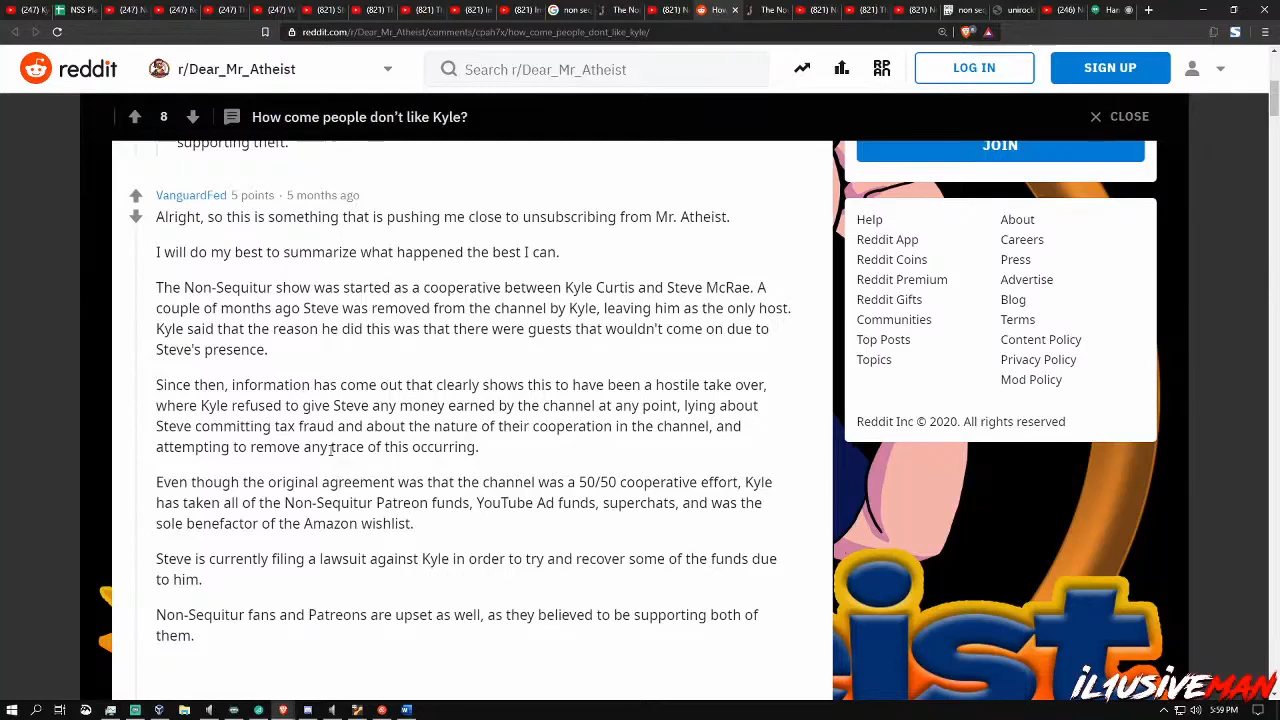 reddit.com/r/Dear_Mr_Atheist/comments/cpah7x/how_come_people_dont_like_kyle/
reddit
r/Dear_Mr_Atheist
Search r/Dear_Mr_Atheist
LOG IN
SIGN UP
8
How come people don't like Kyle?
CLOSE
supporting theft.
JOIN
VanguardFed 5 points · 5 months ago
Alright, so this is something that is pushing me close to unsubscribing from Mr. Atheist.
I will do my best to summarize what happened the best I can.
The Non-Sequitur show was started as a cooperative between Kyle Curtis and Steve McRae. A
couple of months ago Steve was removed from the channel by Kyle, leaving him as the only host.
Kyle said that the reason he did this was that there were guests that wouldn't come on due to
Steve's presence.
Since then, information has come out that clearly shows this to have been a hostile take over,
where Kyle refused to give Steve any money earned by the channel at any point, lying about
Steve committing tax fraud and about the nature of their cooperation in the channel, and
attempting to remove any trace of this occurring.
Even though the original agreement was that the channel was a 50/50 cooperative effort, Kyle
has taken all of the Non-Sequitur Patreon funds, YouTube Ad funds, superchats, and was the
sole benefactor of the Amazon wishlist.
Steve is currently filing a lawsuit against Kyle in order to try and recover some of the funds due
to him.
Non-Sequitur fans and Patreons are upset as well, as they believed to be supporting both of
them.
Help
About
Reddit App
Careers
Reddit Coins
Press
Reddit Premium
Advertise
Reddit Gifts
Blog
Communities
Terms
Top Posts
Content Policy
Topics
Privacy Policy
Mod Policy
Reddit Inc © 2020. All rights reserved
ist
iL1USiVEMAN
5:59 PM